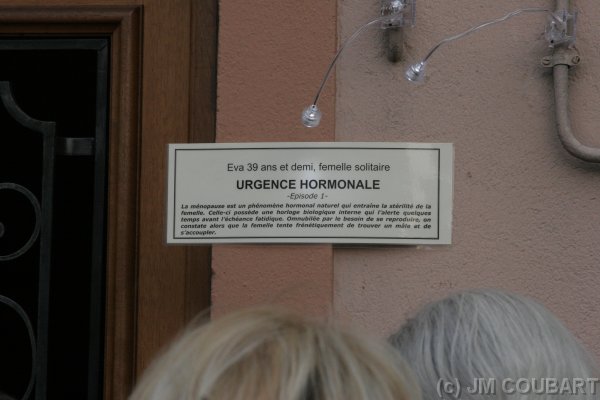 Eva 39 ans et demi, femelle solitaire
URGENCE HORMONALE
-Episode 1-
La ménopause est un phénomène hormonal naturel qui entraîne la stérilité de la
femelle. Celle-ci possède une horloge biologique interne qui l'alerte quelques
temps avant l'échéance fatidique. Omnubilée par le besoin de se reproduire, on
constate alors que la femelle tente frénétiquement de trouver un mâle et de
s'accoupler.
(c) JM COUBART